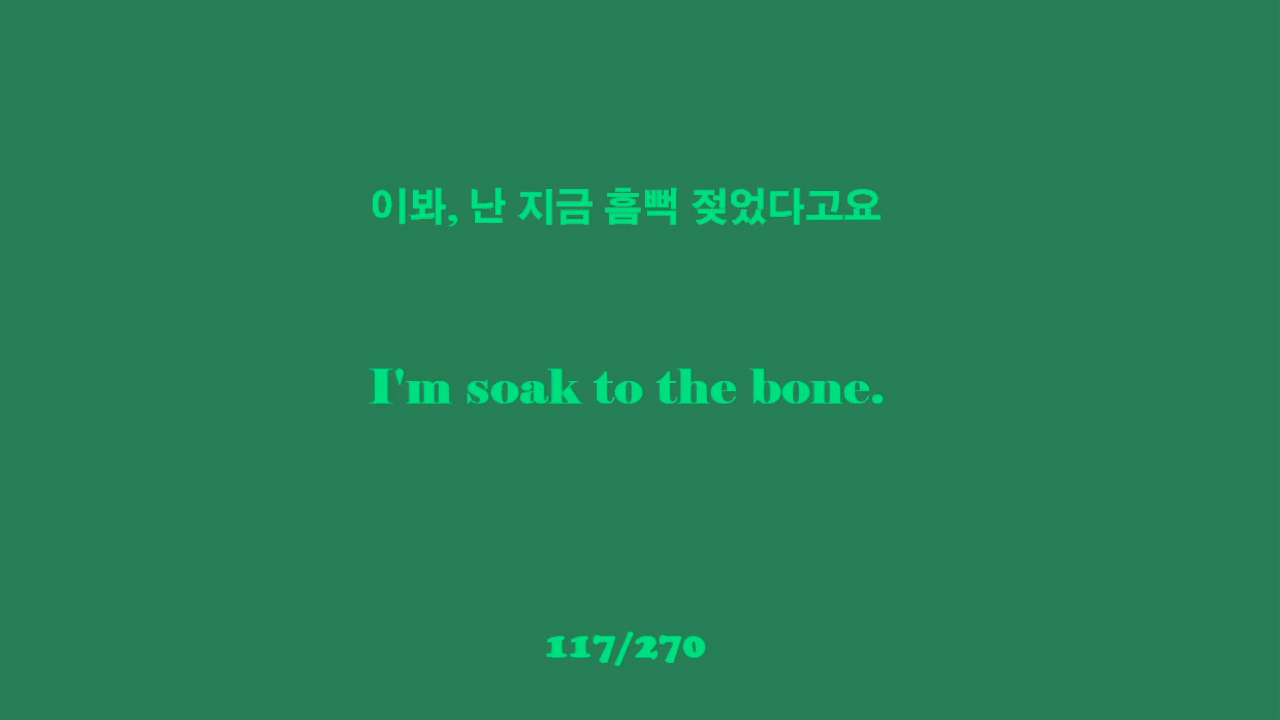 이봐, 난 지금 흠뻑 젖었다고요
I'm soak to the bone.
117/270